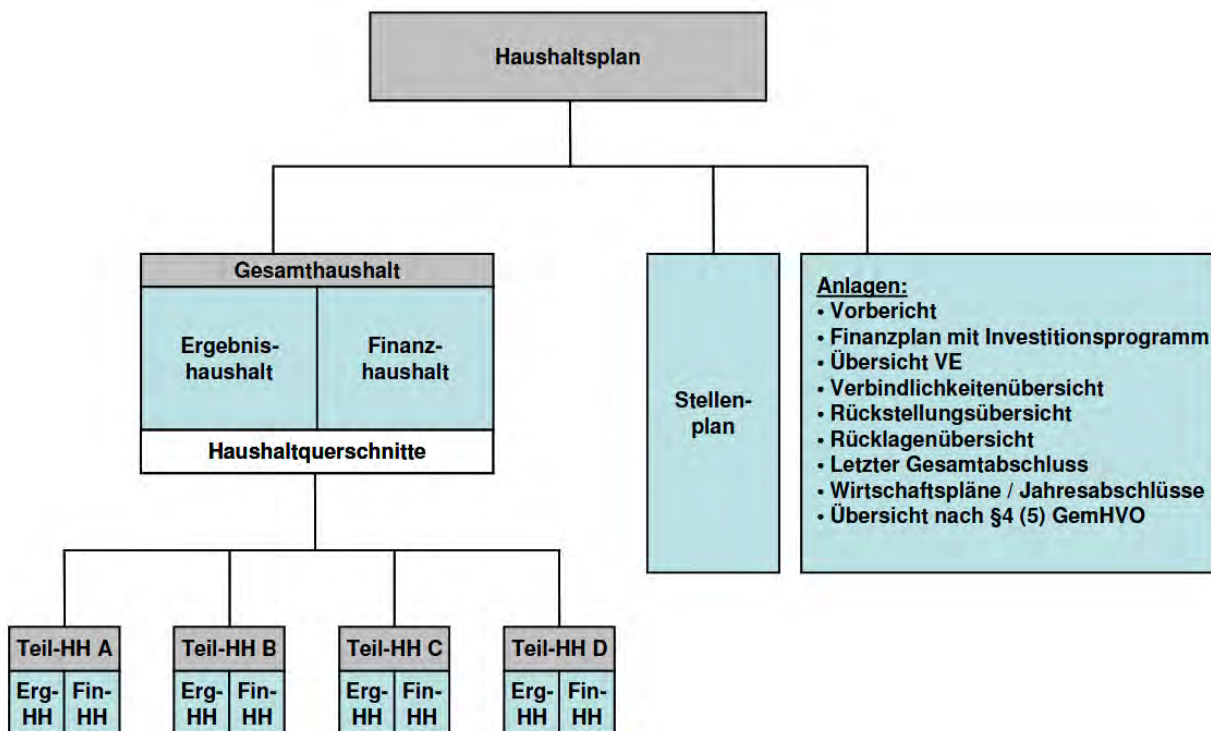 Haushaltsplan
Gesamthaushalt
Ergebnis-
haushalt
Finanz-
haushalt
Haushaltquerschnitte
Stellen-
plan
Anlagen:
• Vorbericht
• Finanzplan mit Investitionsprogramm
• Übersicht VE
• Verbindlichkeitenübersicht
• Rückstellungsübersicht
• Rücklagenübersicht
• Letzter Gesamtabschluss
• Wirtschaftspläne / Jahresabschlüsse
• Übersicht nach §4 (5) GemHVO
Teil-HH A
Erg-
HH
Fin-
HH
Teil-HH B
Erg-
HH
Fin-
HH
Teil-HH C
Erg-
HH
Fin-
HH
Teil-HH D
Erg-
HH
Fin-
HH